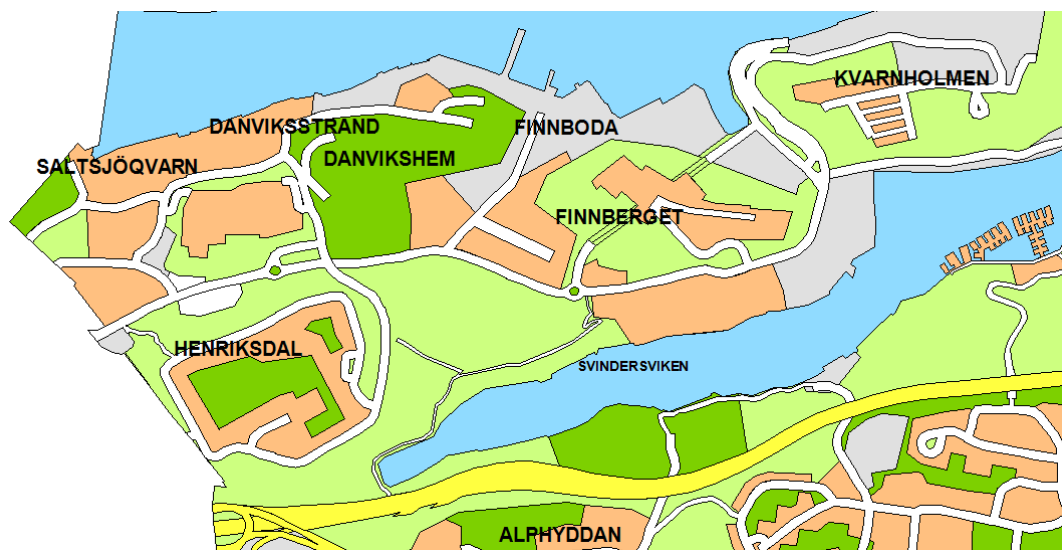 KVARNHOLMEN
DANVIKSSTRAND
FINNBODA
DANVIKSHEM
SALTSJÖQVARN
FINNBERGET
HENRIKSDAL
SVINDERSVIKEN
ALPHYDDAN